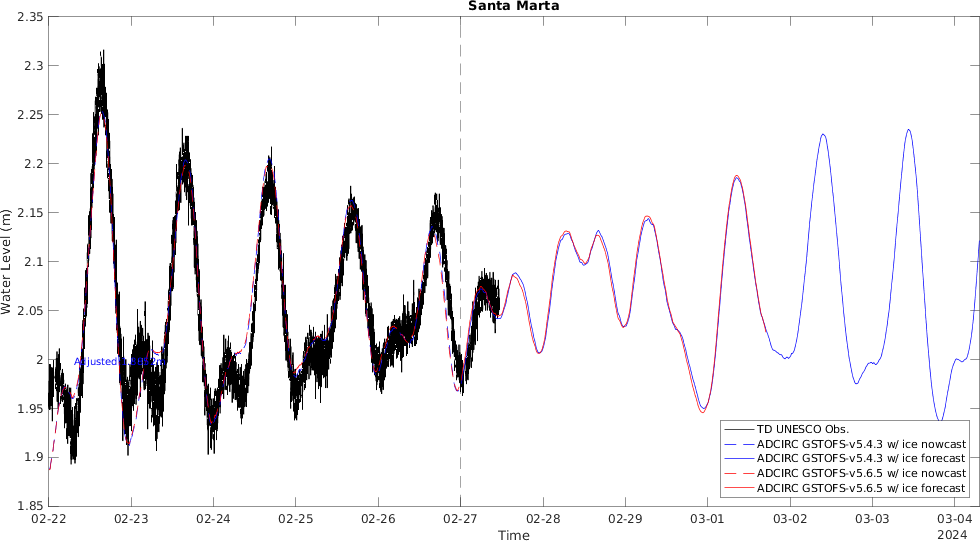 Santa Marta
2.35
2.3
2.25
2.2
2.15
2.1
2.05
2
1.95
1.9
1.85
Water Level (m)
Adjusted
02-22
02-23
02-24
02-25
02-26
02-27
02-28
02-29
03-01
03-02
03-03
03-04
2024
Time
TD UNESCO Obs.
ADCIRC GSTOFS-v5.4.3 w/ ice nowcast
ADCIRC GSTOFS-v5.4.3 w/ ice forecast
ADCIRC GSTOFS-v5.6.5 w/ ice nowcast
ADCIRC GSTOFS-v5.6.5 w/ ice forecast